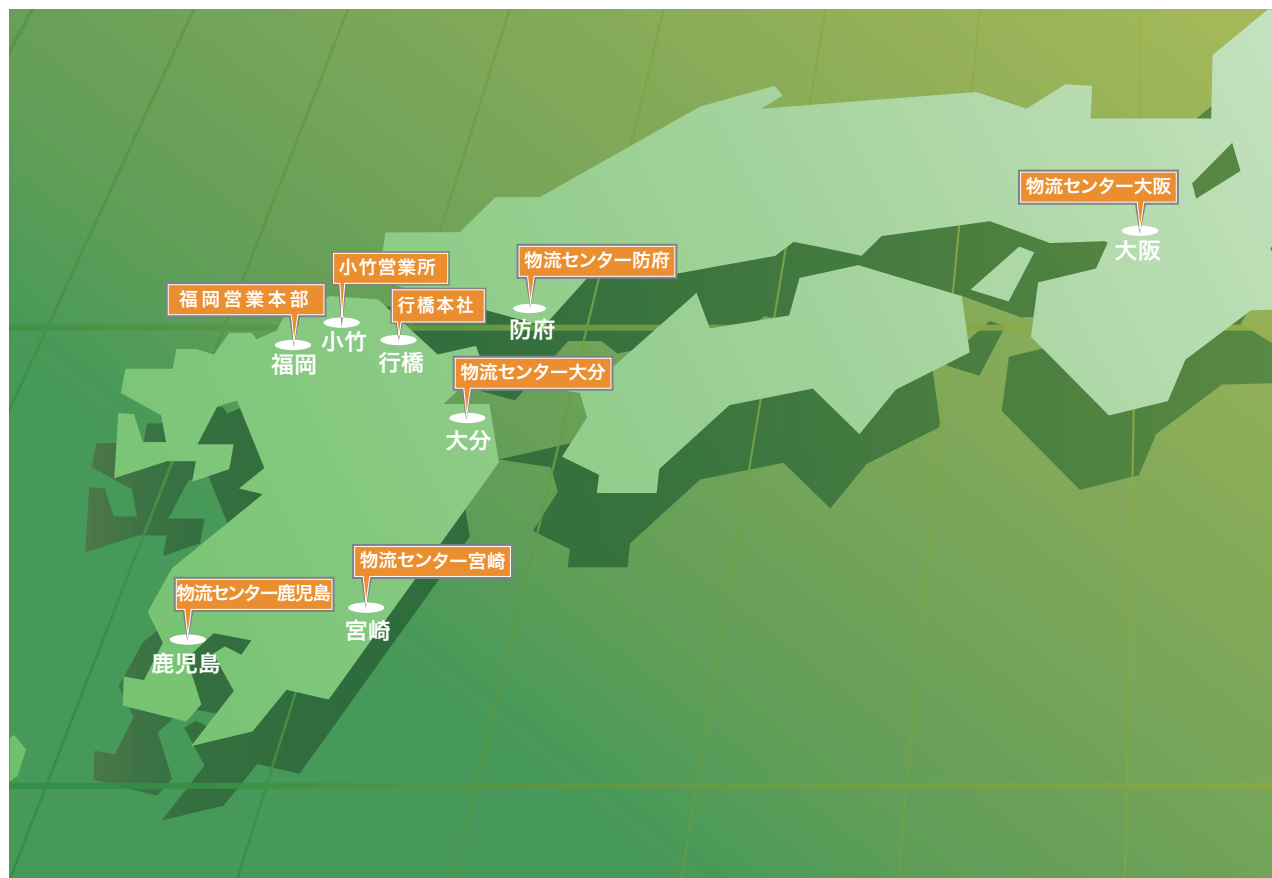 物流センター大阪
大阪
物流センター防府
防府
小竹営業所
小竹
福岡営業本部
福岡
行橋本社
行橋
物流センター大分
大分
物流センター宮崎
宮崎
物流センター鹿児島
鹿児島